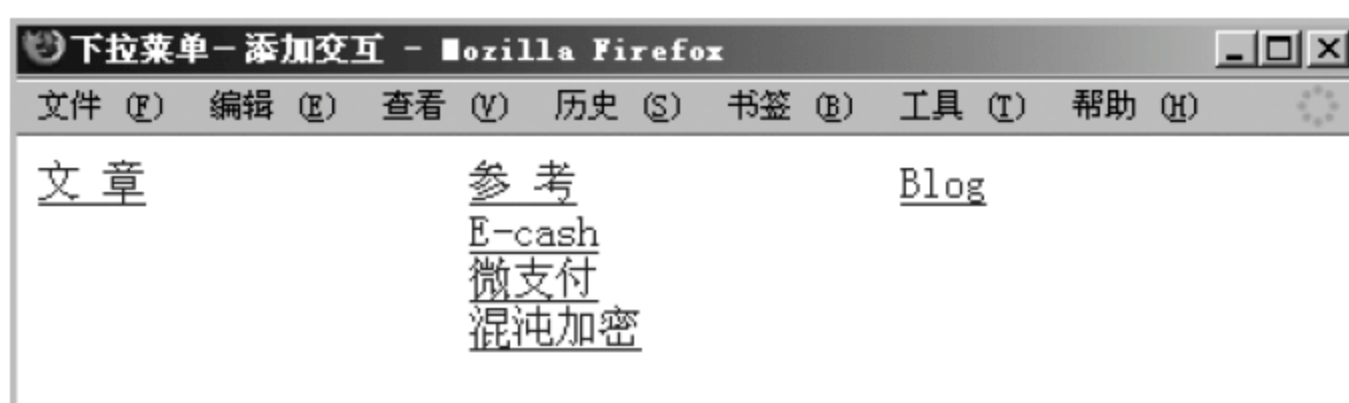 下拉菜单-添加交互 - Mozilla Firefox
文件 (F) 编辑 (E) 查看 (V) 历史 (S) 书签 (B) 工具 (T) 帮助 (H)
文 章 参 考 Blog
E-cash
微支付
混沌加密